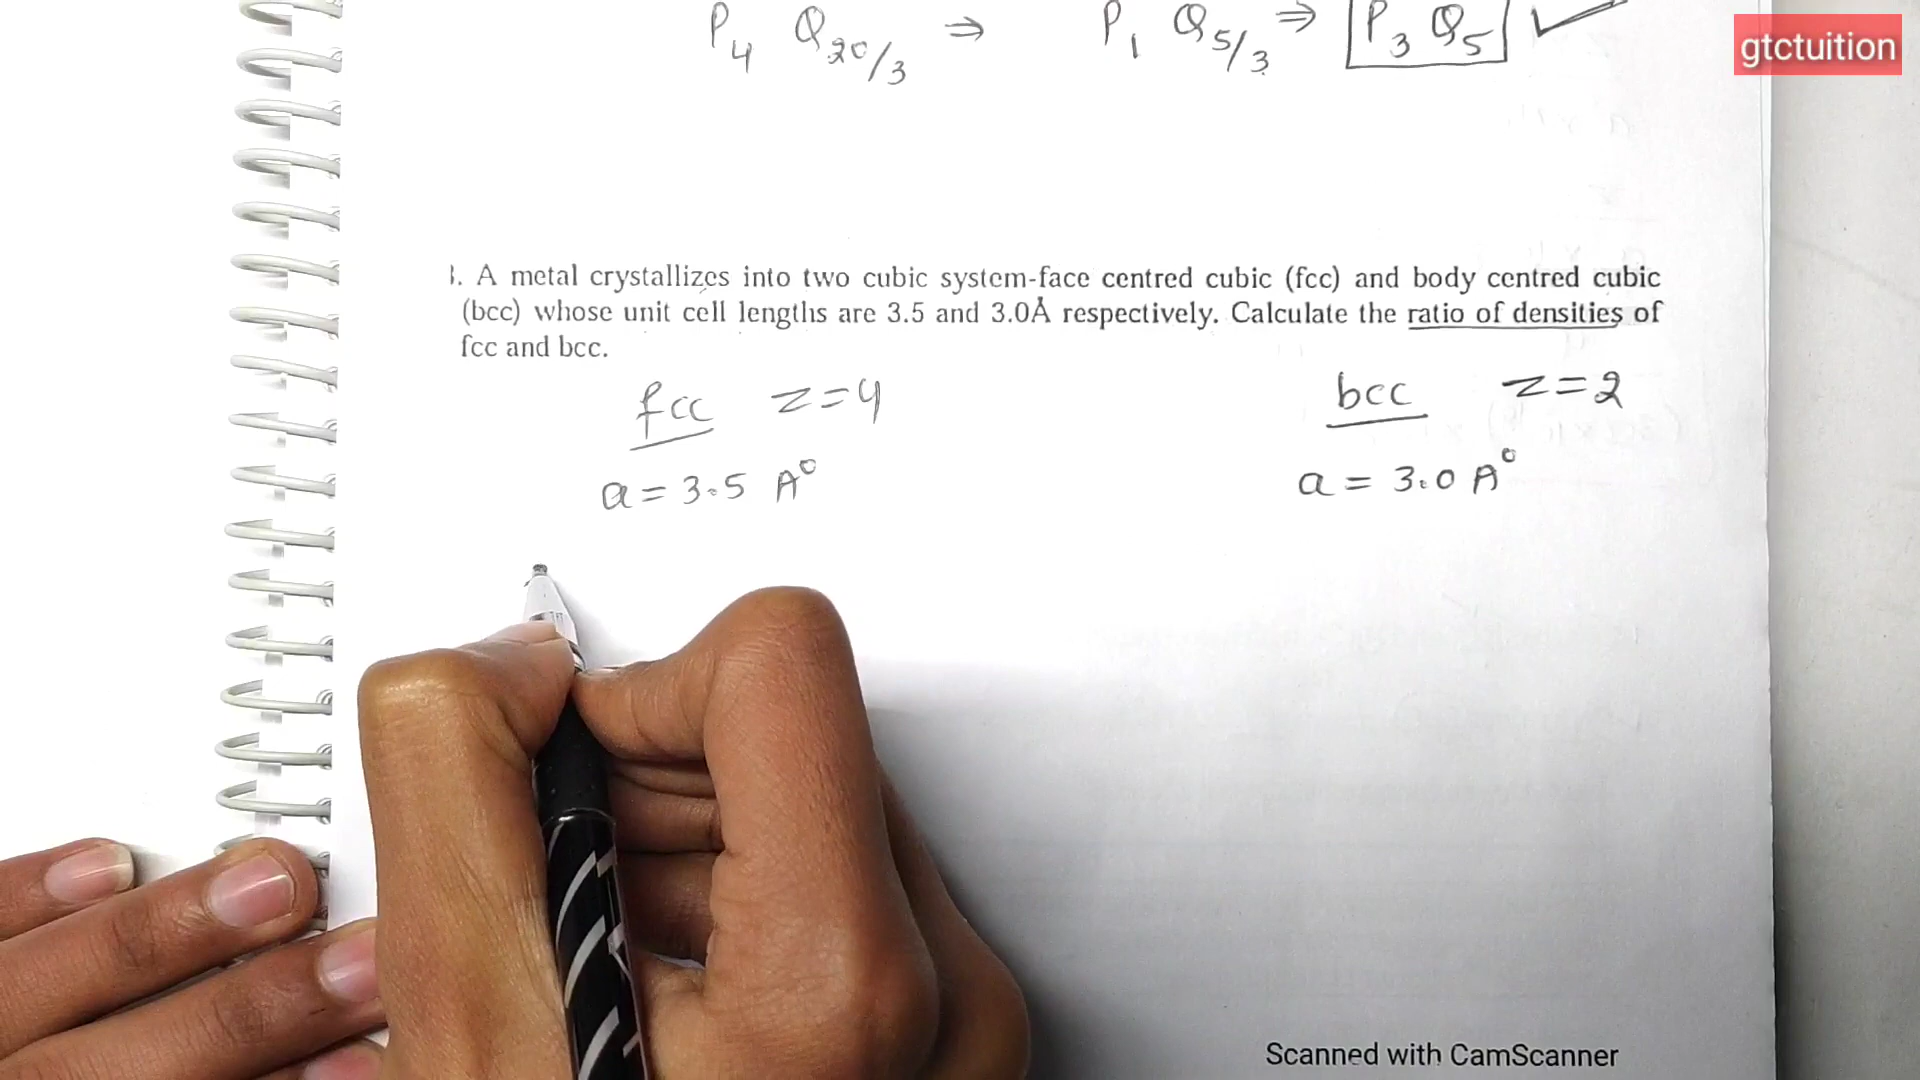 P4 Q20/3 ⇒ P1 Q5/3 ⇒ P3 Q5 ✓
gtctuition
A metal crystallizes into two cubic system-face centred cubic (fcc) and body centred cubic
(bcc) whose unit cell lengths are 3.5 and 3.0Å respectively. Calculate the ratio of densities of
fcc and bcc.
fcc z=4
bcc z=2
a = 3.5 A°
a = 3.0 A°
Scanned with CamScanner